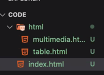 CODE
html
multimedia.ht... U
table.html U
index.html U